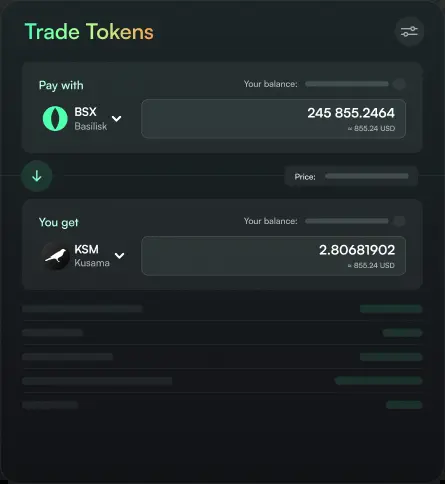 Trade Tokens
Pay with
Your balance:
BSX
Basilisk
245 855.2464
≈ 855.24 USD
Price:
You get
Your balance:
KSM
Kusama
2.80681902
≈ 855.24 USD